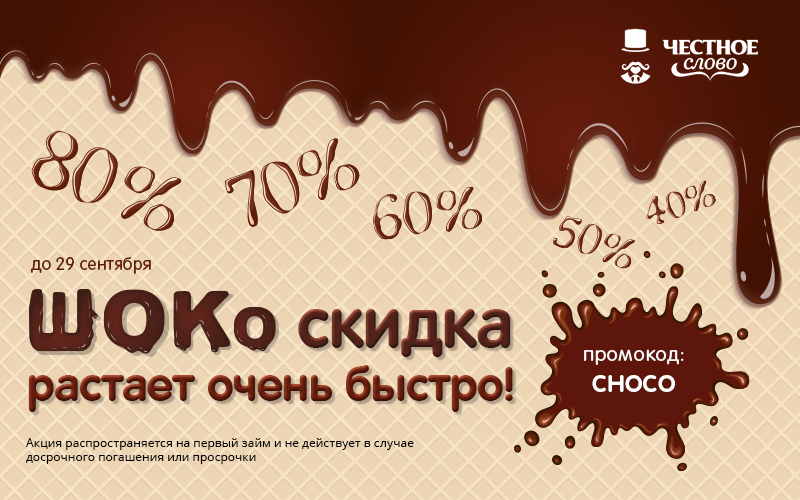 ЧЕСТНОЕ
СЛОВО
80%
70%
60%
50%
40%
до 29 сентября
ШОКо скидка
растает очень быстро!
промокод:
CHOCO
Акция распространяется на первый займ и не действует в случае
досрочного погашения или просрочки